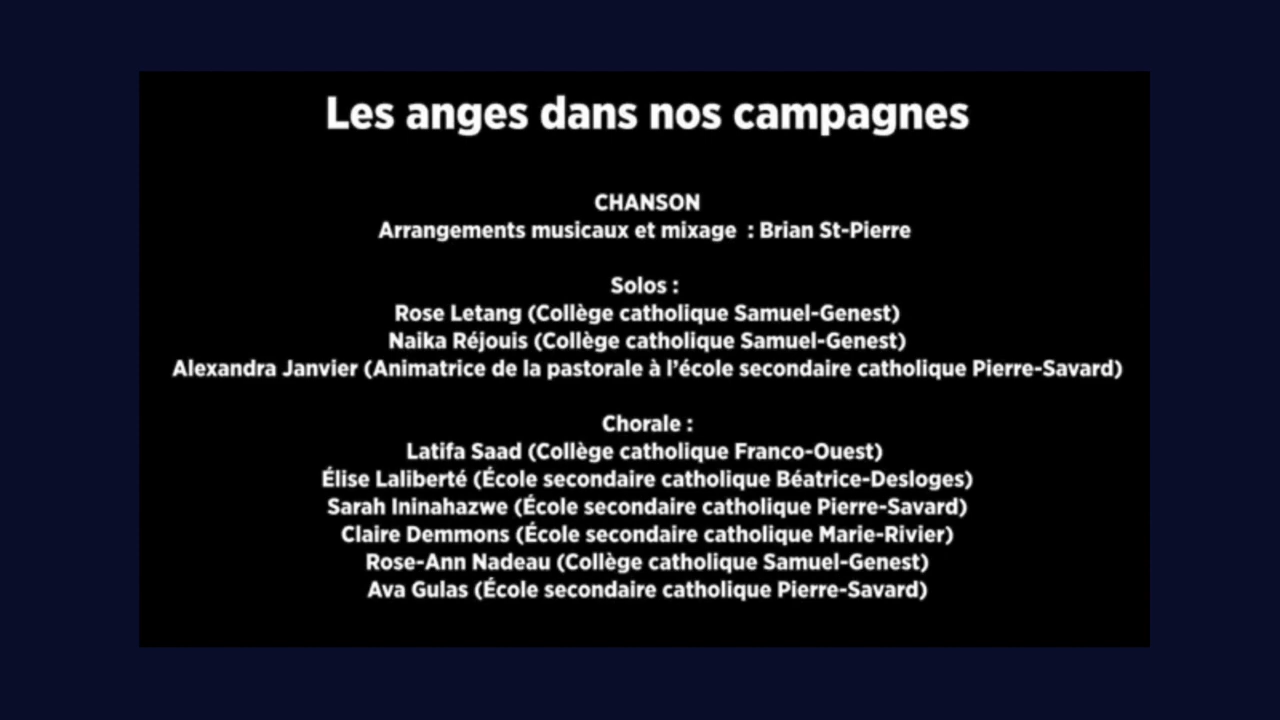 Les anges dans nos campagnes
CHANSON
Arrangements musicaux et mixage : Brian St-Pierre
Solos :
Rose Letang (Collège catholique Samuel-Genest)
Naika Réjouis (Collège catholique Samuel-Genest)
Alexandra Janvier (Animatrice de la pastorale à l'école secondaire catholique Pierre-Savard)
Chorale :
Latifa Saad (Collège catholique Franco-Ouest)
Élise Laliberté (École secondaire catholique Béatrice-Desloges)
Sarah Ininahazwe (École secondaire catholique Pierre-Savard)
Claire Demmons (École secondaire catholique Marie-Rivier)
Rose-Ann Nadeau (Collège catholique Samuel-Genest)
Ava Gulas (École secondaire catholique Pierre-Savard)